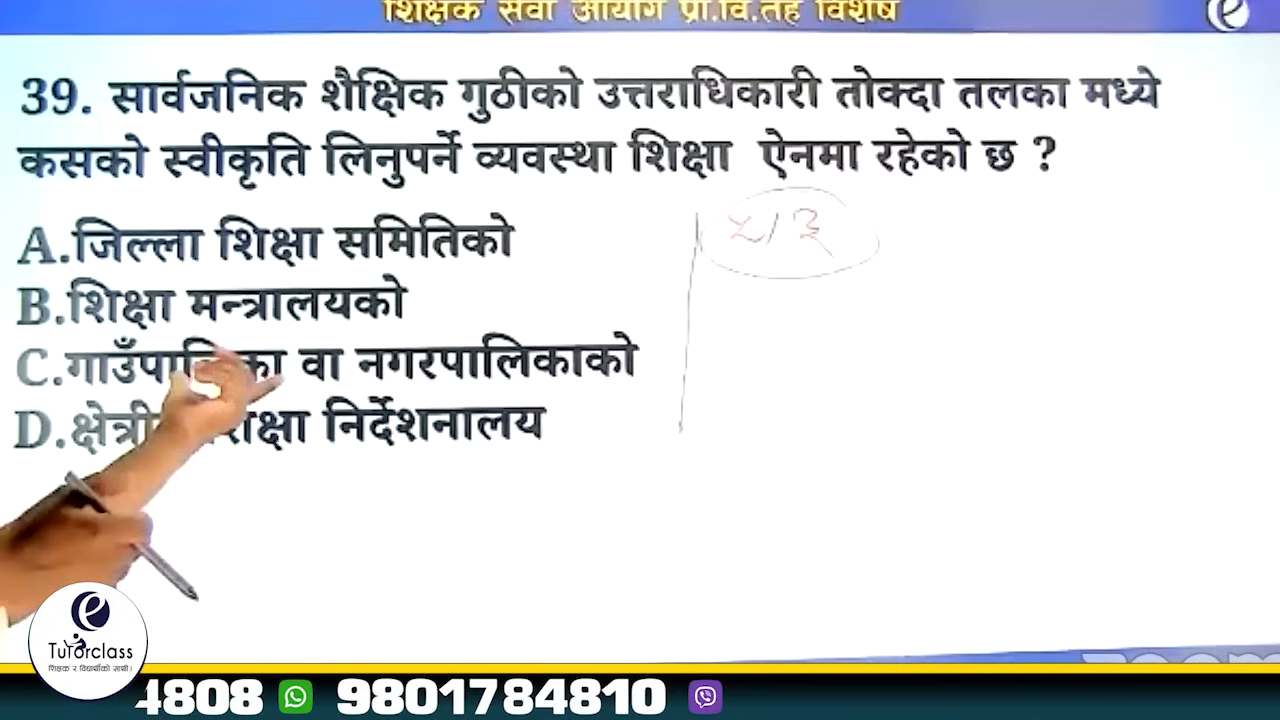 शिक्षक सेवा आयोग प्रा.वि.तह विशेष
39. सार्वजनिक शैक्षिक गुठीको उत्तराधिकारी तोक्दा तलका मध्ये
कसको स्वीकृति लिनुपर्ने व्यवस्था शिक्षा ऐनमा रहेको छ ?
A.जिल्ला शिक्षा समितिको
B.शिक्षा मन्त्रालयको
C.गाउँपालिका वा नगरपालिकाको
D. शिक्षा निर्देशनालय
Tutorclass
शिक्षक र विद्यार्थीको साथी।
4808 9801784810